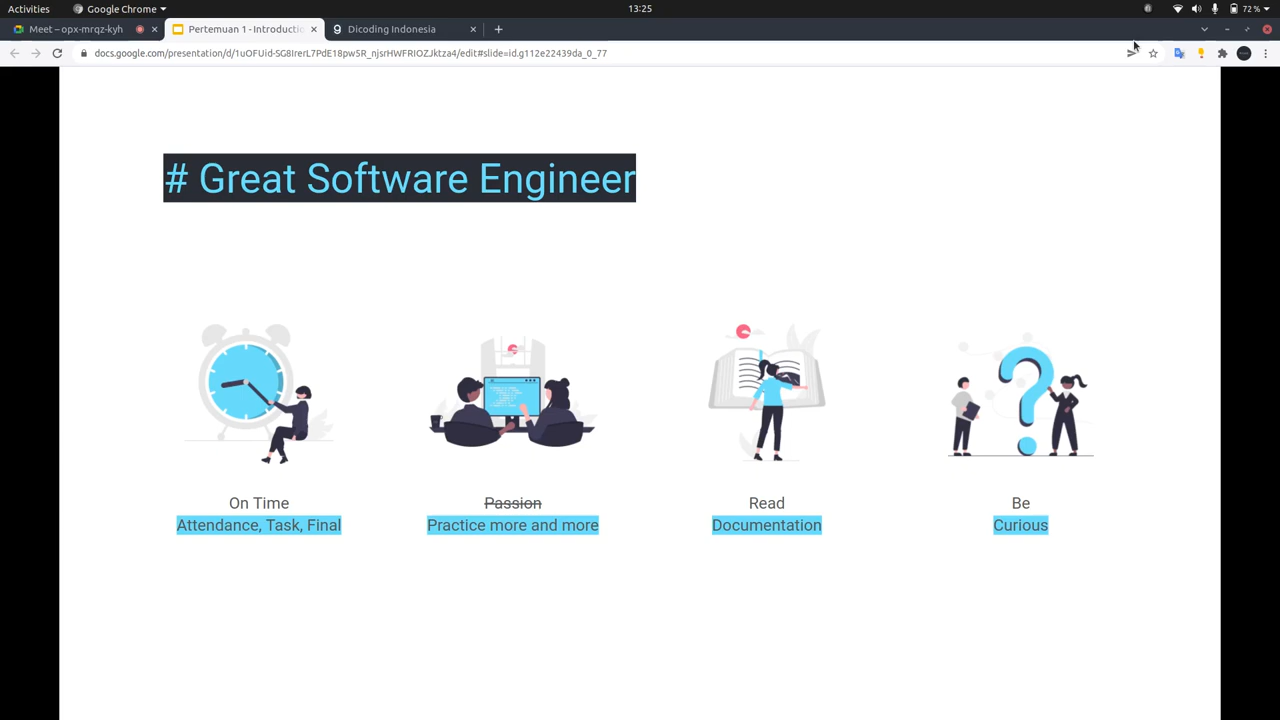 Activities Google Chrome 13:25 72 %
Meet – opx-mrqz-kyh Pertemuan 1 - Introductio Dicoding Indonesia
docs.google.com/presentation/d/1uOFUid-SG8IrerL7PdE18pw5R_njsrHWFRIOZJktza4/edit#slide=id.g112e22439da_0_77
# Great Software Engineer
On Time
Attendance, Task, Final
Passion
Practice more and more
Read
Documentation
Be
Curious